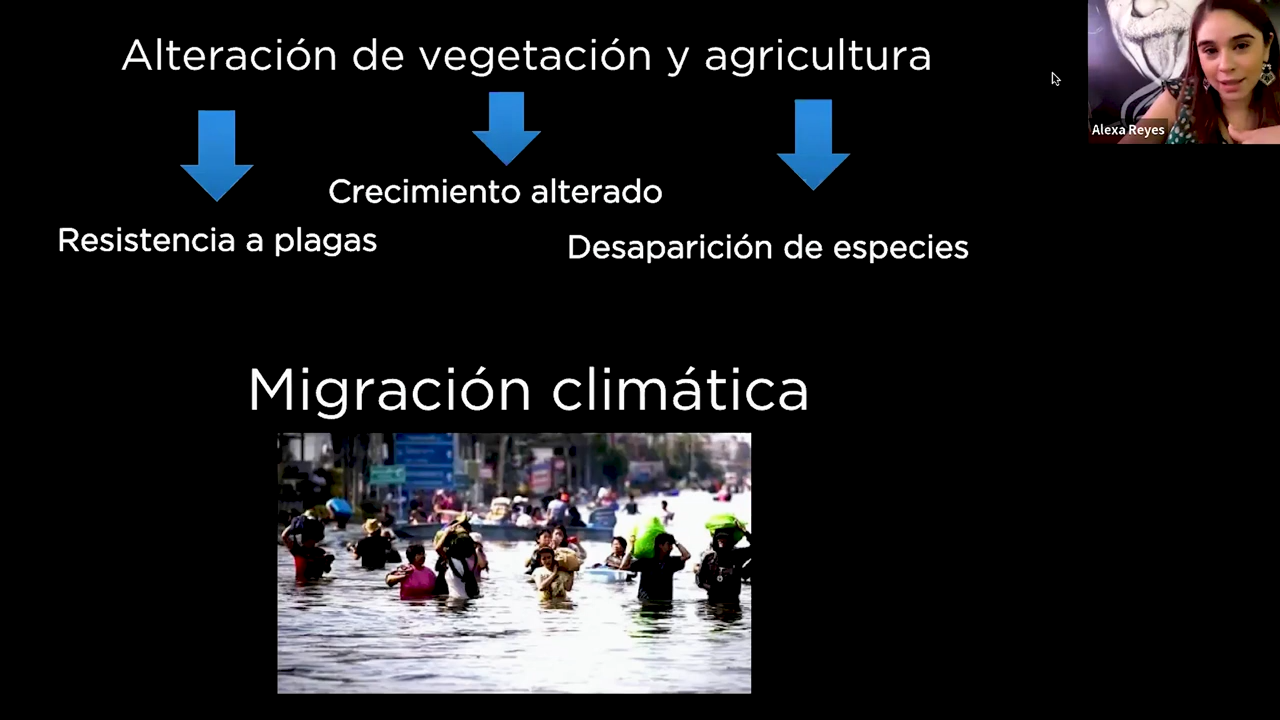 Alteración de vegetación y agricultura
Crecimiento alterado
Resistencia a plagas
Desaparición de especies
Migración climática
Alexa Reyes